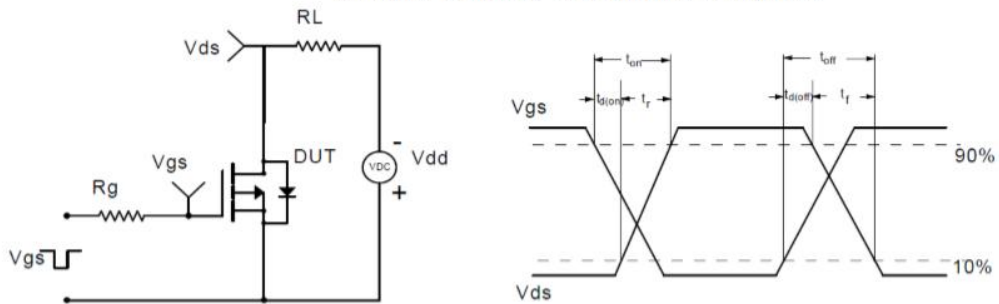 RL
Vds
Vgs
DUT
VDC
-
Vdd
+
Rg
Vgs
ton
toff
td(on)
tr
td(off)
tf
Vgs
90%
10%
Vds